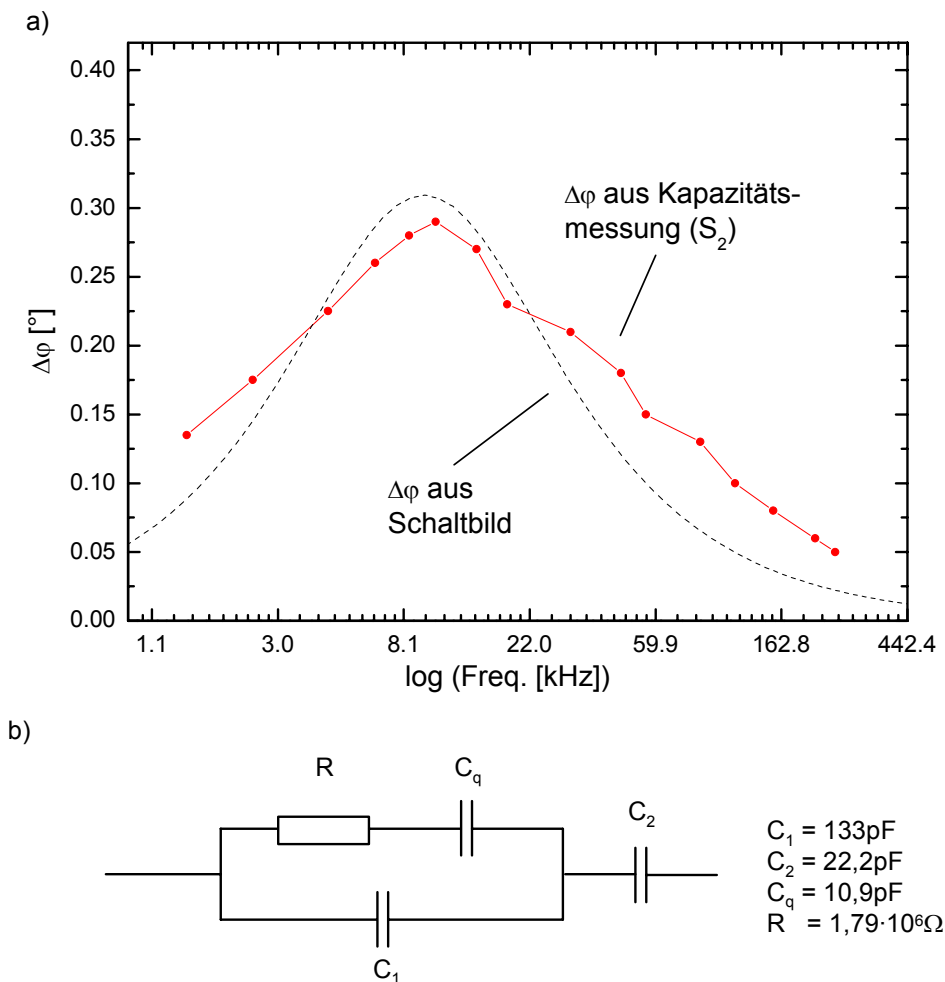 a)
0.40
0.35
0.30
0.25
0.20
0.15
0.10
0.05
0.00
Δφ [°]
Δφ aus Kapazitäts-
messung (S₂)
Δφ aus
Schaltbild
1.1 3.0 8.1 22.0 59.9 162.8 442.4
log (Freq. [kHz])
b)
R
C_q
C₂
C₁
C₁ = 133pF
C₂ = 22,2pF
C_q = 10,9pF
R = 1,79·10⁶Ω